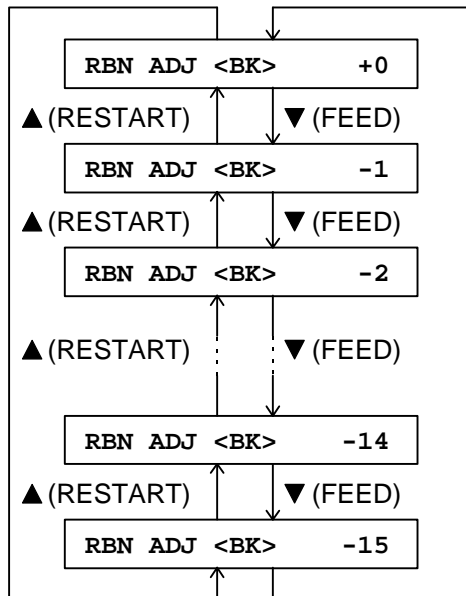 RBN ADJ <BK> +0
▲(RESTART) ▼(FEED)
RBN ADJ <BK> -1
▲(RESTART) ▼(FEED)
RBN ADJ <BK> -2
▲(RESTART) ▼(FEED)
RBN ADJ <BK> -14
▲(RESTART) ▼(FEED)
RBN ADJ <BK> -15